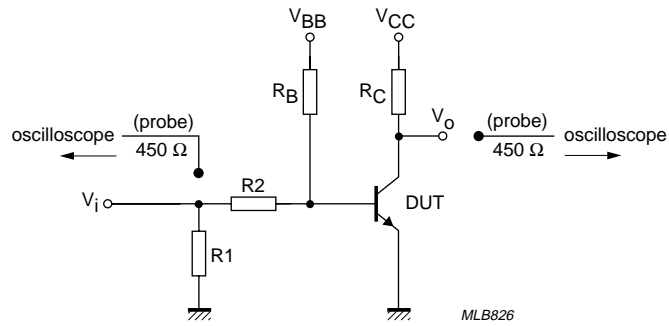 VBB
VCC
RB
RC
(probe)
oscilloscope
450 Ω
Vo
(probe)
oscilloscope
450 Ω
R2
Vi
DUT
R1
MLB826